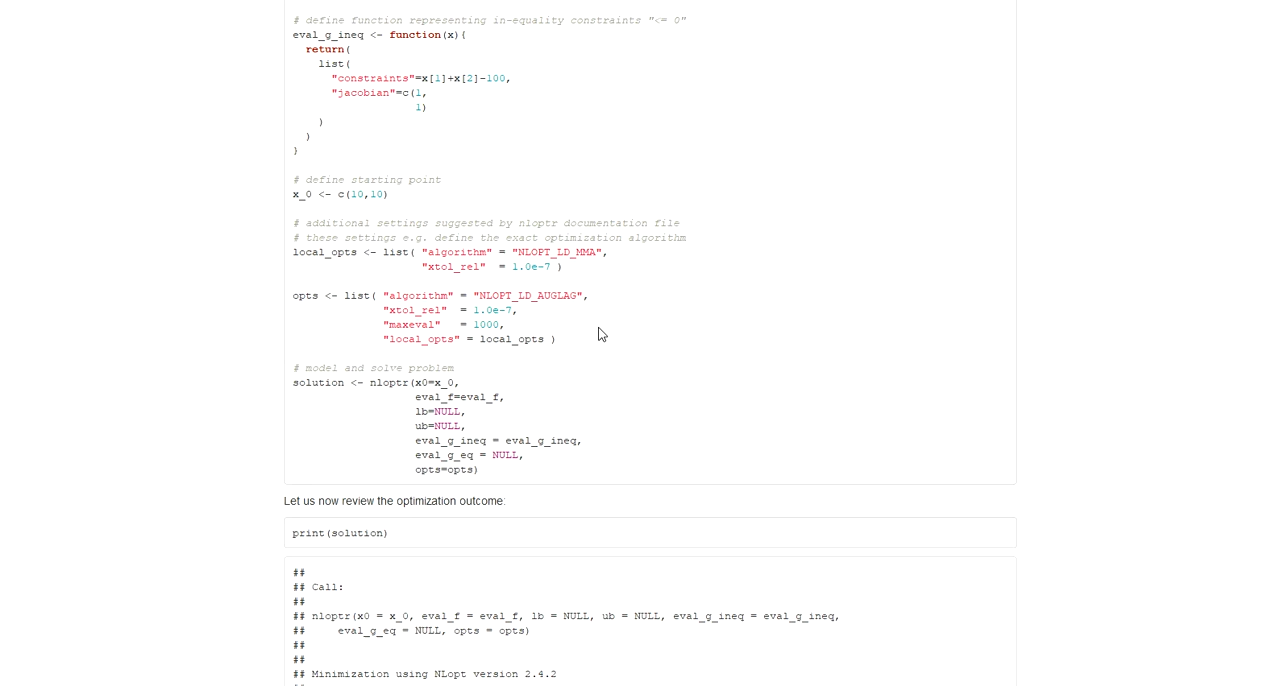 # define function representing in-equality constraints "<= 0"
eval_g_ineq <- function(x){
  return(
    list(
      "constraints"=x[1]+x[2]-100,
      "jacobian"=c(1,
                   1)
    )
  )
}
# define starting point
x_0 <- c(10,10)
# additional settings suggested by nloptr documentation file
# these settings e.g. define the exact optimization algorithm
local_opts <- list( "algorithm" = "NLOPT_LD_MMA",
                    "xtol_rel"  = 1.0e-7 )
opts <- list( "algorithm" = "NLOPT_LD_AUGLAG",
              "xtol_rel"  = 1.0e-7,
              "maxeval"   = 1000,
              "local_opts" = local_opts )
# model and solve problem
solution <- nloptr(x0=x_0,
                   eval_f=eval_f,
                   lb=NULL,
                   ub=NULL,
                   eval_g_ineq = eval_g_ineq,
                   eval_g_eq = NULL,
                   opts=opts)
Let us now review the optimization outcome:
print(solution)
##
## Call:
##
## nloptr(x0 = x_0, eval_f = eval_f, lb = NULL, ub = NULL, eval_g_ineq = eval_g_ineq,
##     eval_g_eq = NULL, opts = opts)
##
##
## Minimization using NLopt version 2.4.2
##